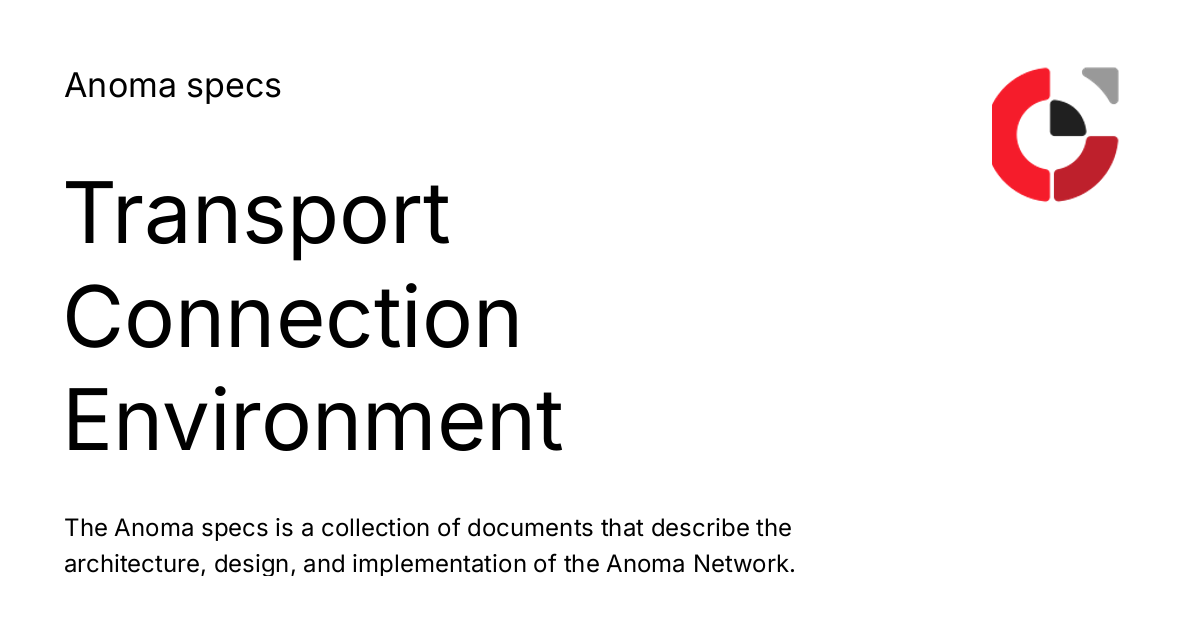 Anoma specs
Transport
Connection
Environment
The Anoma specs is a collection of documents that describe the
architecture, design, and implementation of the Anoma Network.